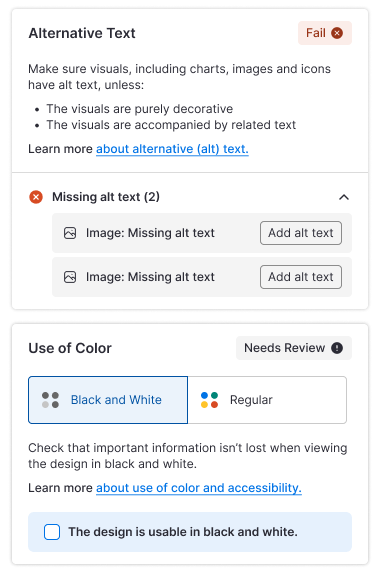 Alternative Text
Fail
Make sure visuals, including charts, images and icons
have alt text, unless:
• The visuals are purely decorative
• The visuals are accompanied by related text
Learn more about alternative (alt) text.
Missing alt text (2)
Image: Missing alt text
Add alt text
Image: Missing alt text
Add alt text
Use of Color
Needs Review
Black and White
Regular
Check that important information isn’t lost when viewing
the design in black and white.
Learn more about use of color and accessibility.
The design is usable in black and white.